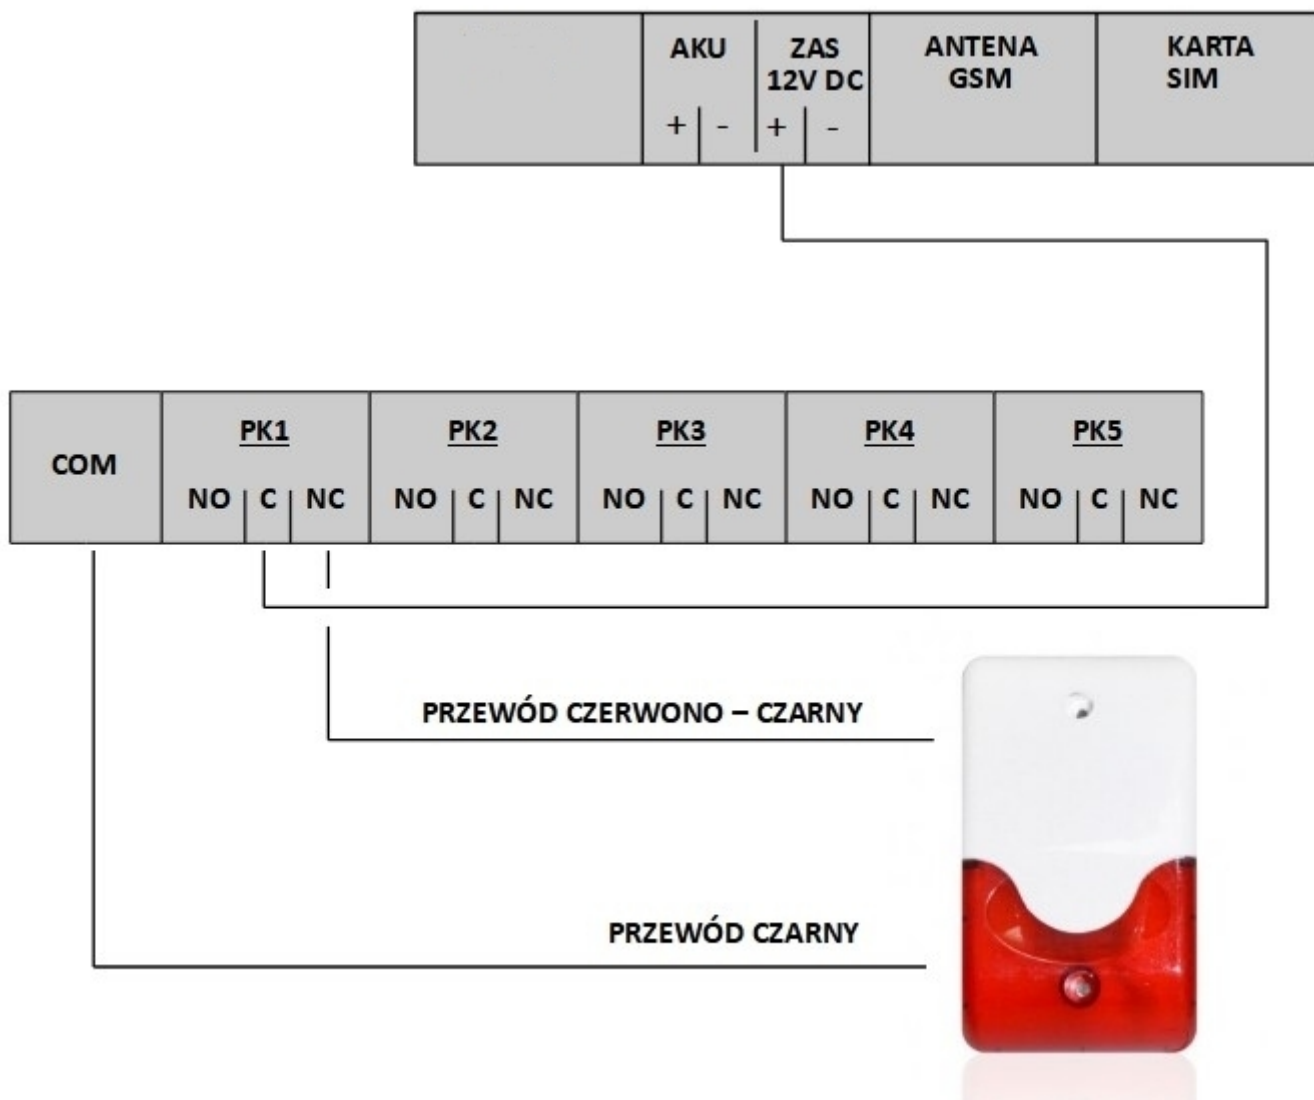 AKU
ZAS
12V DC
+ - + -
ANTENA
GSM
KARTA
SIM
COM
PK1
NO C NC
PK2
NO C NC
PK3
NO C NC
PK4
NO C NC
PK5
NO C NC
PRZEWÓD CZERWONO – CZARNY
PRZEWÓD CZARNY